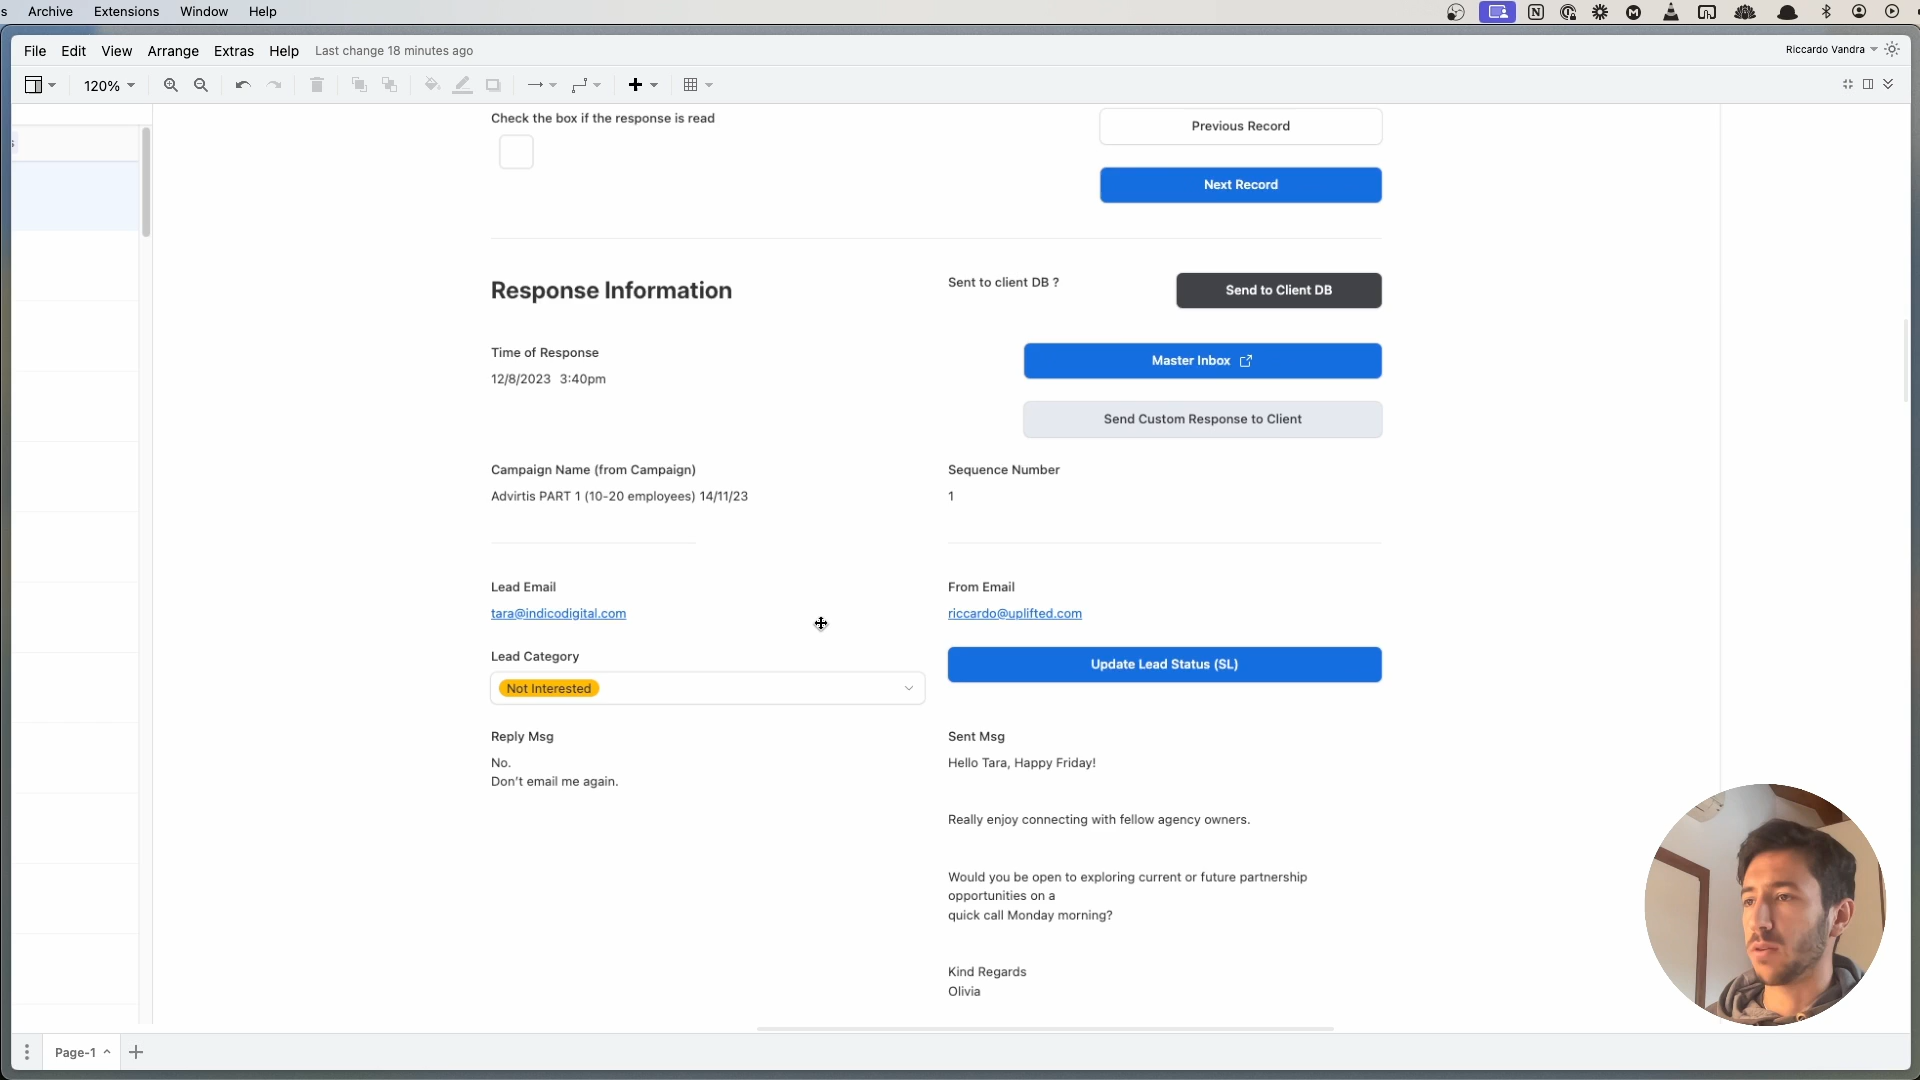 s Archive Extensions Window Help
File Edit View Arrange Extras Help Last change 18 minutes ago
Riccardo Vandra
120%
Check the box if the response is read
Previous Record
Next Record
Response Information
Sent to client DB ?
Send to Client DB
Time of Response
12/8/2023 3:40pm
Master Inbox
Send Custom Response to Client
Campaign Name (from Campaign)
Advirtis PART 1 (10-20 employees) 14/11/23
Sequence Number
1
Lead Email
tara@indicodigital.com
From Email
riccardo@uplifted.com
Lead Category
Not Interested
Update Lead Status (SL)
Reply Msg
No.
Don't email me again.
Sent Msg
Hello Tara, Happy Friday!
Really enjoy connecting with fellow agency owners.
Would you be open to exploring current or future partnership
opportunities on a
quick call Monday morning?
Kind Regards
Olivia
Page-1